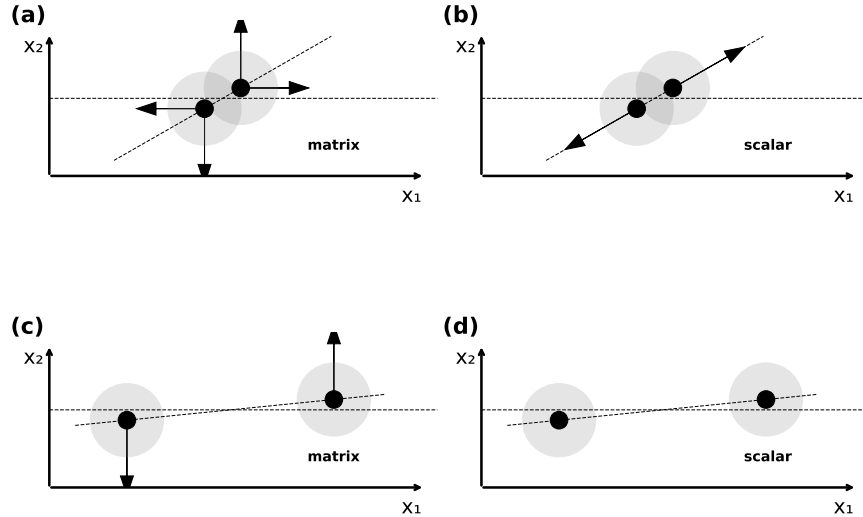 (a)
x₂
matrix
x₁
(b)
x₂
scalar
x₁
(c)
x₂
matrix
x₁
(d)
x₂
scalar
x₁